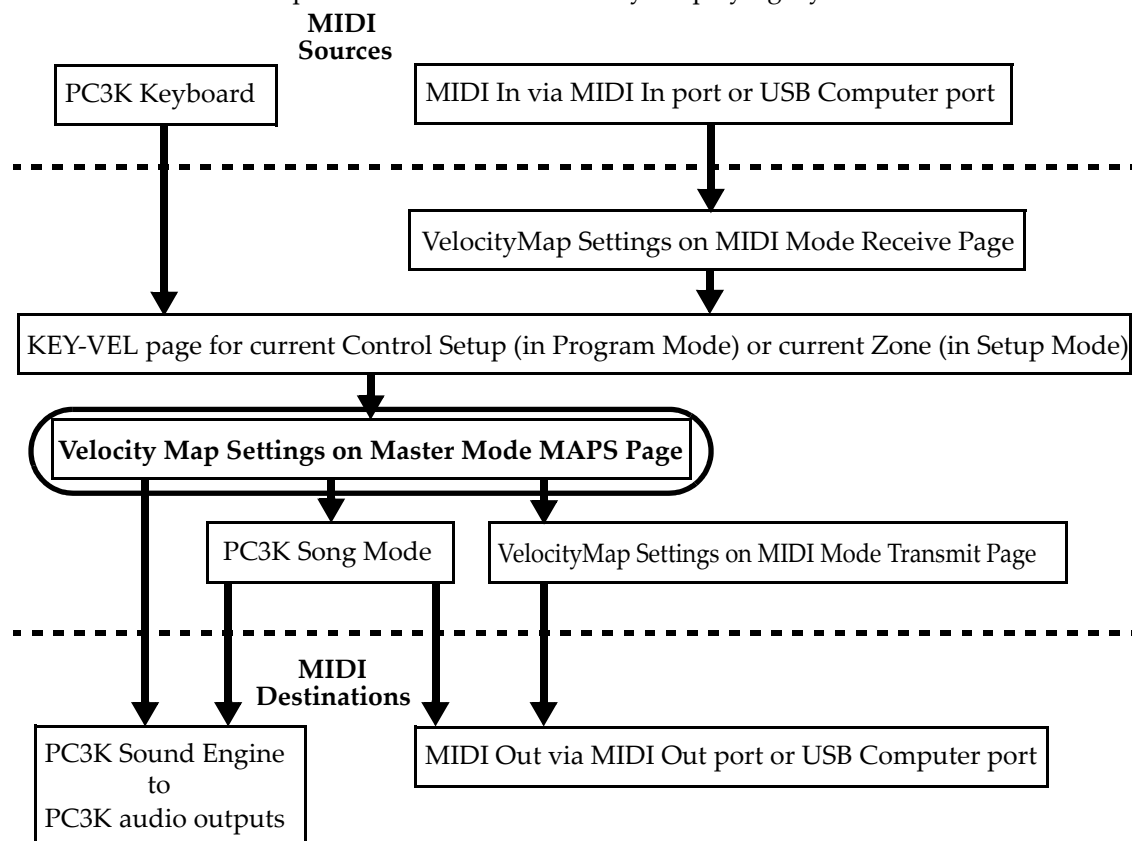 MIDI
Sources
PC3K Keyboard
MIDI In via MIDI In port or USB Computer port
VelocityMap Settings on MIDI Mode Receive Page
KEY-VEL page for current Control Setup (in Program Mode) or current Zone (in Setup Mode)
Velocity Map Settings on Master Mode MAPS Page
PC3K Song Mode
VelocityMap Settings on MIDI Mode Transmit Page
MIDI
Destinations
PC3K Sound Engine
to
PC3K audio outputs
MIDI Out via MIDI Out port or USB Computer port